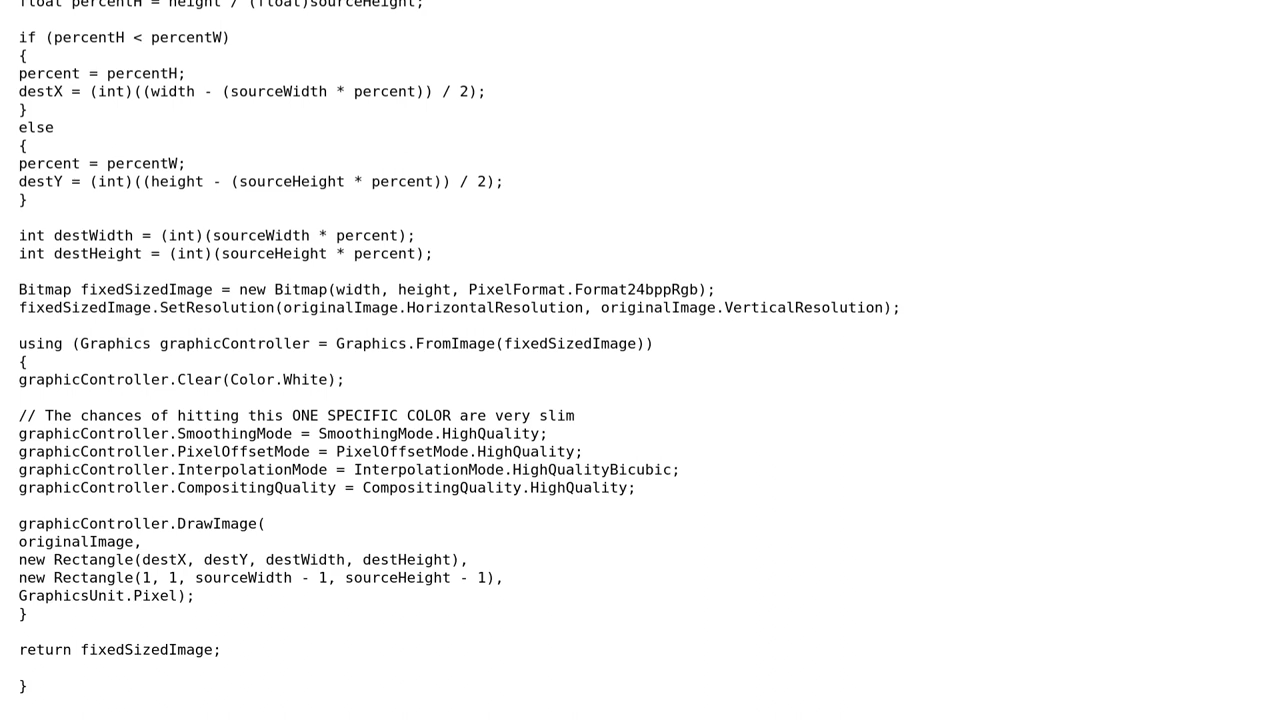 float percentH = height / (float)sourceHeight;
if (percentH < percentW)
{
percent = percentH;
destX = (int)((width - (sourceWidth * percent)) / 2);
}
else
{
percent = percentW;
destY = (int)((height - (sourceHeight * percent)) / 2);
}
int destWidth = (int)(sourceWidth * percent);
int destHeight = (int)(sourceHeight * percent);
Bitmap fixedSizedImage = new Bitmap(width, height, PixelFormat.Format24bppRgb);
fixedSizedImage.SetResolution(originalImage.HorizontalResolution, originalImage.VerticalResolution);
using (Graphics graphicController = Graphics.FromImage(fixedSizedImage))
{
graphicController.Clear(Color.White);
// The chances of hitting this ONE SPECIFIC COLOR are very slim
graphicController.SmoothingMode = SmoothingMode.HighQuality;
graphicController.PixelOffsetMode = PixelOffsetMode.HighQuality;
graphicController.InterpolationMode = InterpolationMode.HighQualityBicubic;
graphicController.CompositingQuality = CompositingQuality.HighQuality;
graphicController.DrawImage(
originalImage,
new Rectangle(destX, destY, destWidth, destHeight),
new Rectangle(1, 1, sourceWidth - 1, sourceHeight - 1),
GraphicsUnit.Pixel);
}
return fixedSizedImage;
}